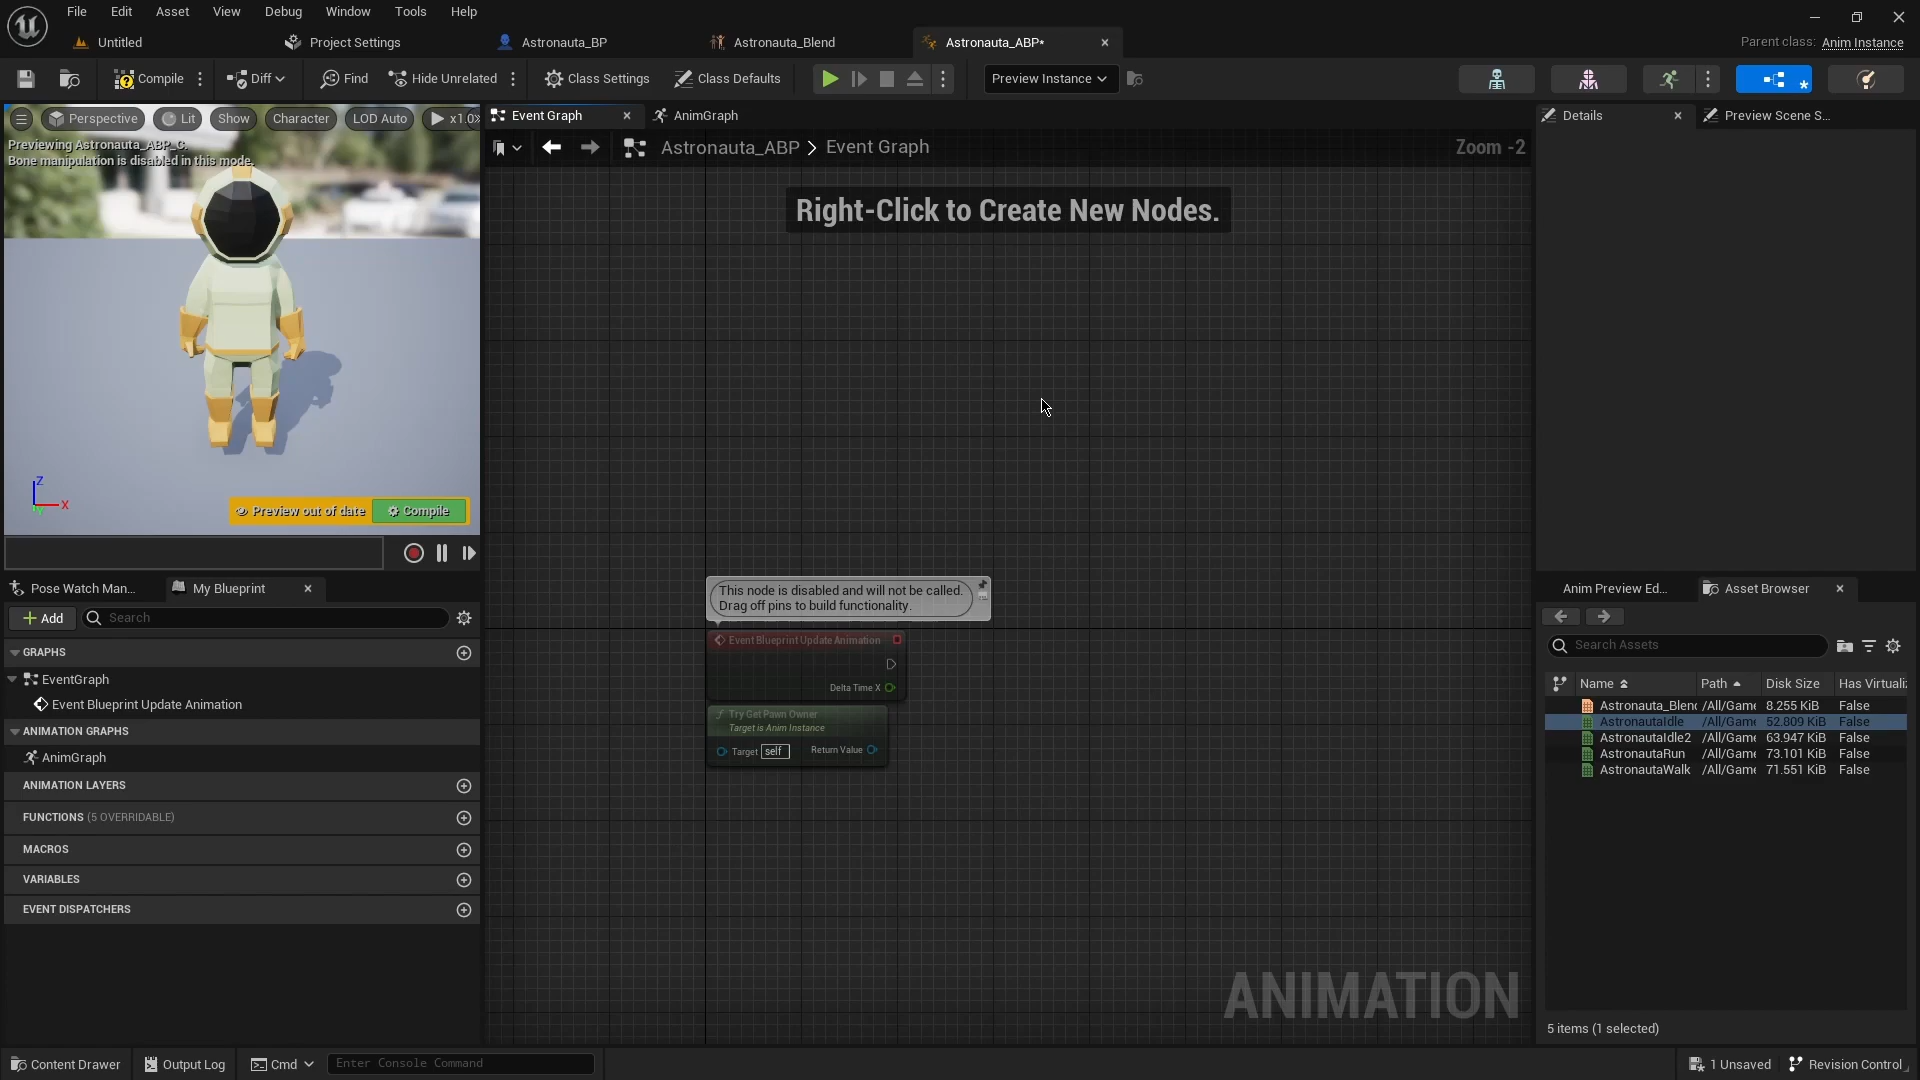 File Edit Asset View Debug Window Tools Help
Untitled
Project Settings
Astronauta_BP
Astronauta_Blend
Astronauta_ABP*
Parent class: Anim Instance
Compile
Diff
Find
Hide Unrelated
Class Settings
Class Defaults
Preview Instance
Perspective
Lit
Show
Character
LOD Auto
x1.0
Previewing Astronauta_ABP_C.
Bone manipulation is disabled in this mode.
Z
X
Preview out of date
Compile
Pose Watch Man...
My Blueprint
Add
Search
GRAPHS
EventGraph
Event Blueprint Update Animation
ANIMATION GRAPHS
AnimGraph
ANIMATION LAYERS
FUNCTIONS (5 OVERRIDABLE)
MACROS
VARIABLES
EVENT DISPATCHERS
Event Graph
AnimGraph
Astronauta_ABP > Event Graph
Zoom -2
Right-Click to Create New Nodes.
This node is disabled and will not be called.
Drag off pins to build functionality.
Event Blueprint Update Animation
Delta Time X
Try Get Pawn Owner
Target is Anim Instance
Target self
Return Value
ANIMATION
Details
Preview Scene S...
Anim Preview Ed...
Asset Browser
Search Assets
Name Path Disk Size Has Virtuali
Astronauta_Blend /All/Game 8.255 KiB False
AstronautaIdle /All/Game 52.809 KiB False
AstronautaIdle2 /All/Game 63.947 KiB False
AstronautaRun /All/Game 73.101 KiB False
AstronautaWalk /All/Game 71.551 KiB False
5 items (1 selected)
Content Drawer
Output Log
Cmd
Enter Console Command
1 Unsaved
Revision Control